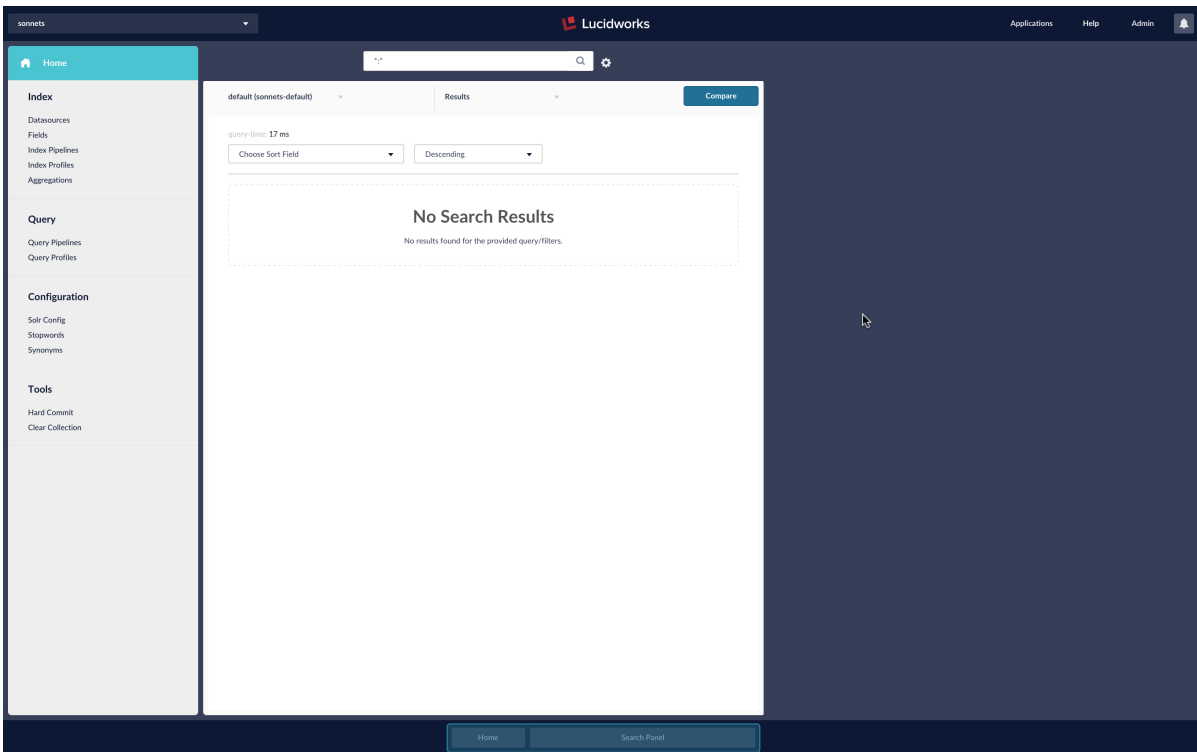 sonnets
Lucidworks
Applications
Help
Admin
Home
*:*
Index
Datasources
Fields
Index Pipelines
Index Profiles
Aggregations
Query
Query Pipelines
Query Profiles
Configuration
Solr Config
Stopwords
Synonyms
Tools
Hard Commit
Clear Collection
default (sonnets-default)
Results
Compare
query-time: 17 ms
Choose Sort Field
Descending
No Search Results
No results found for the provided query/filters.
Home
Search Panel